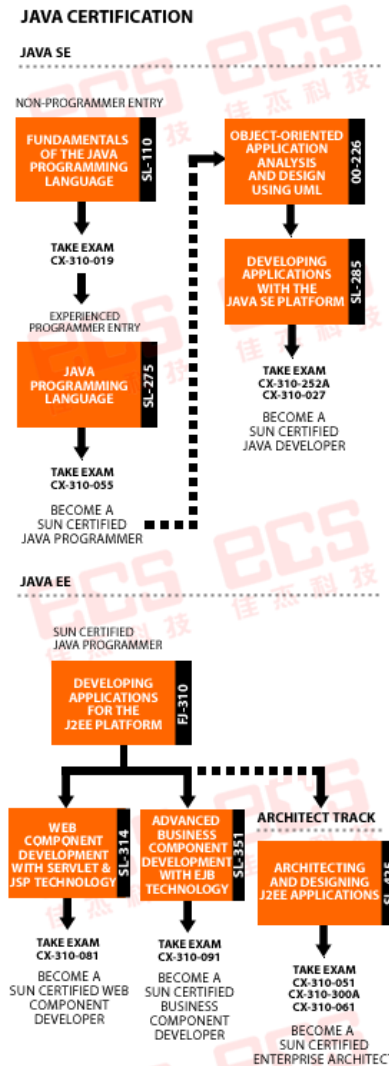 JAVA CERTIFICATION
JAVA SE
NON-PROGRAMMER ENTRY
FUNDAMENTALS
OF THE JAVA
PROGRAMMING
LANGUAGE
SL-110
TAKE EXAM
CX-310-019
EXPERIENCED
PROGRAMMER ENTRY
JAVA
PROGRAMMING
LANGUAGE
SL-275
TAKE EXAM
CX-310-055
BECOME A
SUN CERTIFIED
JAVA PROGRAMMER
OBJECT-ORIENTED
APPLICATION
ANALYSIS
AND DESIGN
USING UML
OO-226
DEVELOPING
APPLICATIONS
WITH THE
JAVA SE PLATFORM
SL-285
TAKE EXAM
CX-310-252A
CX-310-027
BECOME A
SUN CERTIFIED
JAVA DEVELOPER
JAVA EE
SUN CERTIFIED
JAVA PROGRAMMER
DEVELOPING
APPLICATIONS
FOR THE
J2EE PLATFORM
FJ-310
WEB
COMPONENT
DEVELOPMENT
WITH SERVLET &
JSP TECHNOLOGY
SL-314
TAKE EXAM
CX-310-081
BECOME A
SUN CERTIFIED WEB
COMPONENT
DEVELOPER
ADVANCED
BUSINESS
COMPONENT
DEVELOPMENT
WITH EJB
TECHNOLOGY
SL-351
TAKE EXAM
CX-310-091
BECOME A
SUN CERTIFIED
BUSINESS
COMPONENT
DEVELOPER
ARCHITECT TRACK
ARCHITECTING
AND DESIGNING
J2EE APPLICATIONS
SL-425
TAKE EXAM
CX-310-051
CX-310-300A
CX-310-061
BECOME A
SUN CERTIFIED
ENTERPRISE ARCHITECT
ecs
佳杰科技